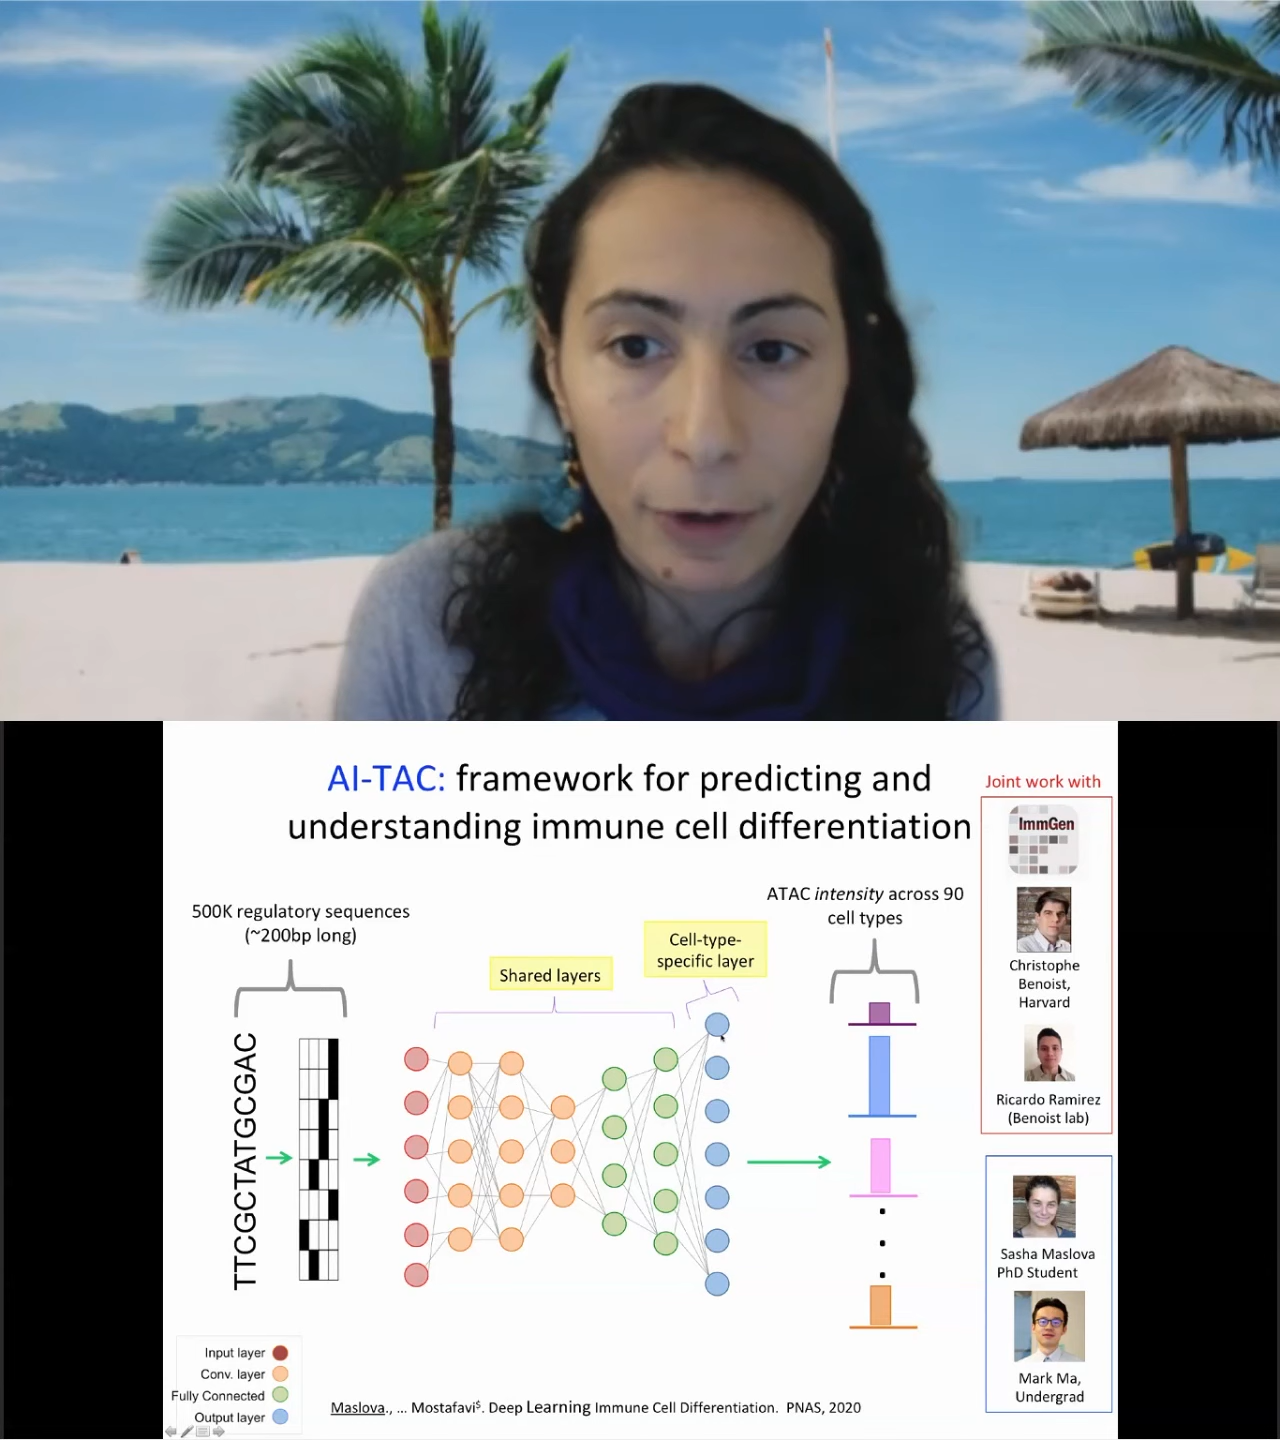 AI-TAC: framework for predicting and
understanding immune cell differentiation
Joint work with
ImmGen
Christophe
Benoist,
Harvard
Ricardo Ramirez
(Benoist lab)
Sasha Maslova
PhD Student
Mark Ma,
Undergrad
500K regulatory sequences
(~200bp long)
Shared layers
Cell-type-
specific layer
ATAC intensity across 90
cell types
TTCGCTATGCGAC
Input layer
Conv. layer
Fully Connected
Output layer
Maslova., ... Mostafavi$. Deep Learning Immune Cell Differentiation. PNAS, 2020